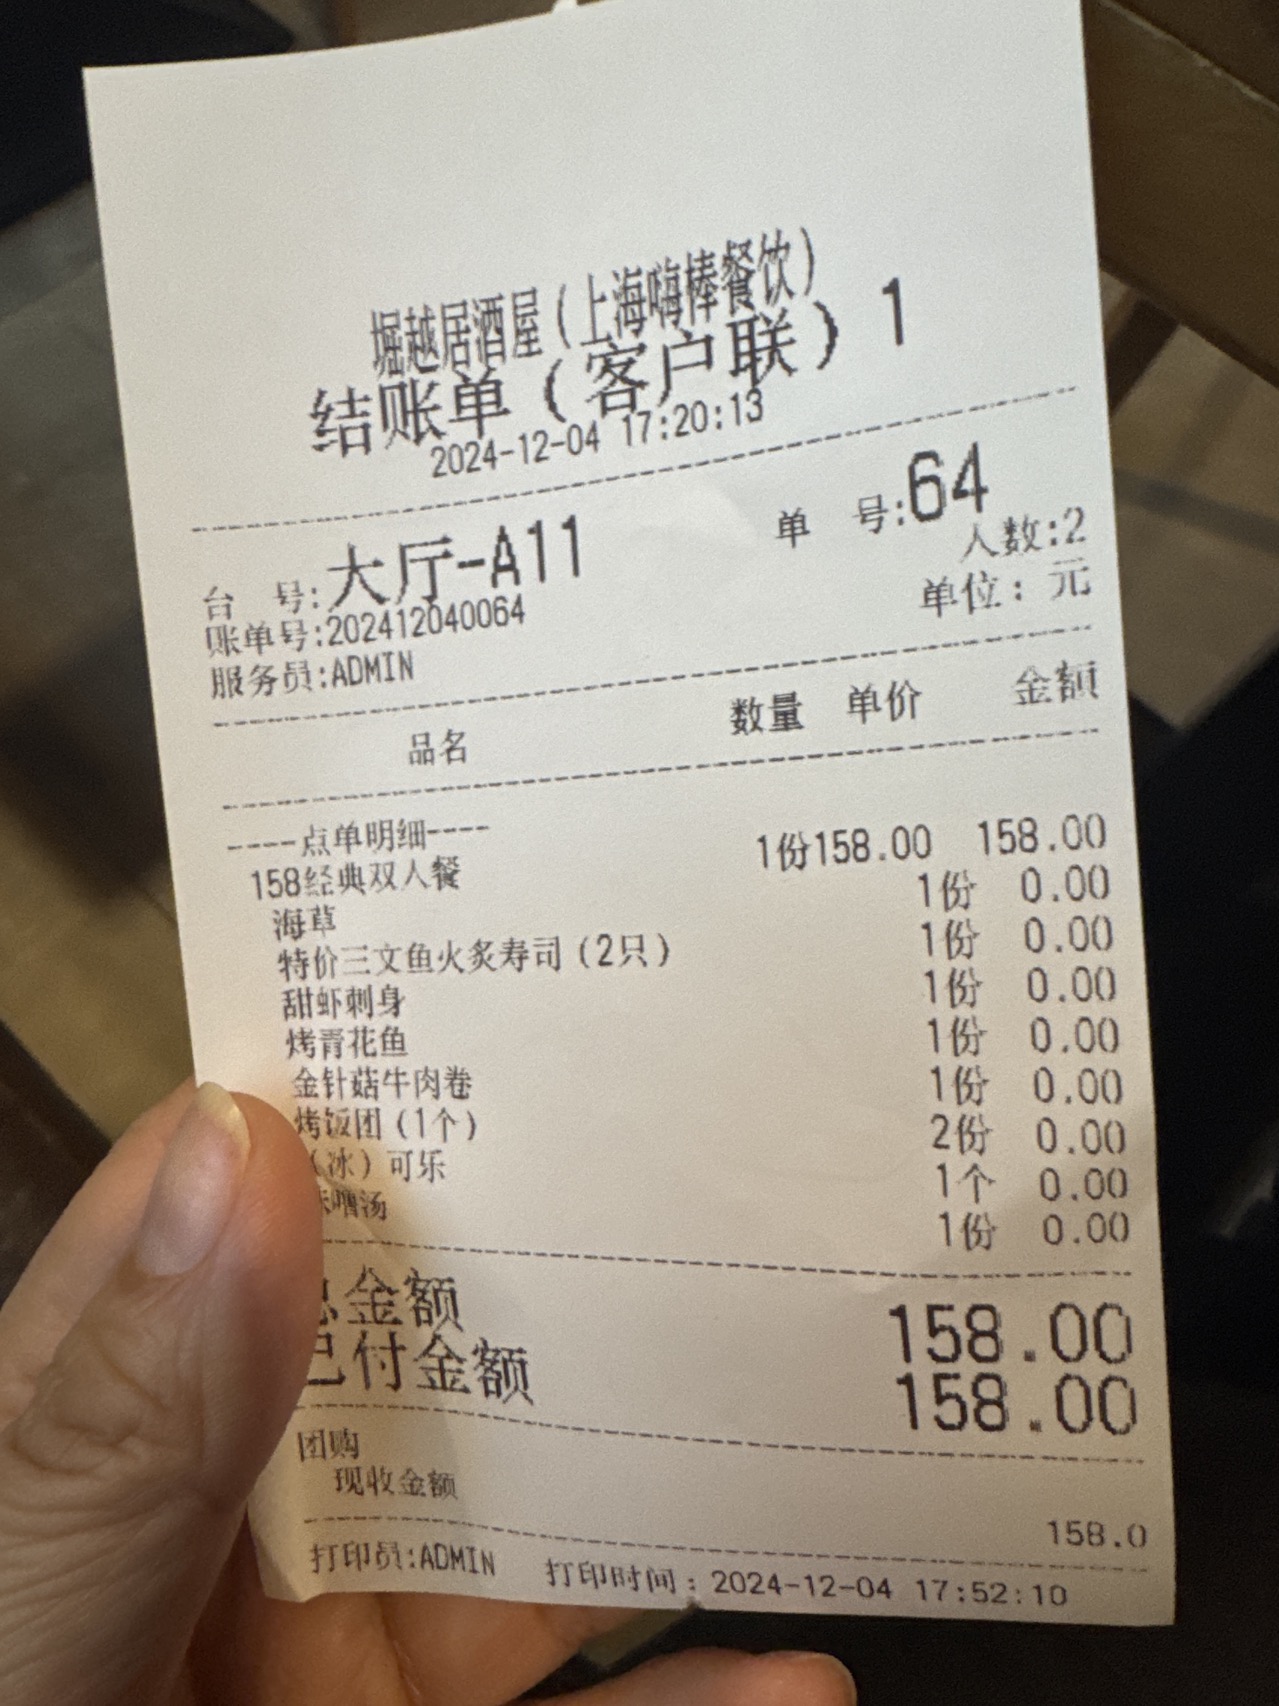 堀越居酒屋(上海嗨棒餐饮)
结账单(客户联) 1
2024-12-04 17:20:13
台 号:大厅-A11 单 号:64
账单号:202412040064 人数:2
服务员:ADMIN 单位: 元
品名 数量 单价 金额
----点单明细----
158经典双人餐 1份158.00 158.00
海草 1份 0.00
特价三文鱼火炙寿司(2只) 1份 0.00
甜虾刺身 1份 0.00
烤青花鱼 1份 0.00
金针菇牛肉卷 1份 0.00
烤饭团(1个) 2份 0.00
(冰)可乐 1个 0.00
味噌汤 1份 0.00
总金额 158.00
已付金额 158.00
团购
现收金额 158.0
打印员:ADMIN 打印时间: 2024-12-04 17:52:10